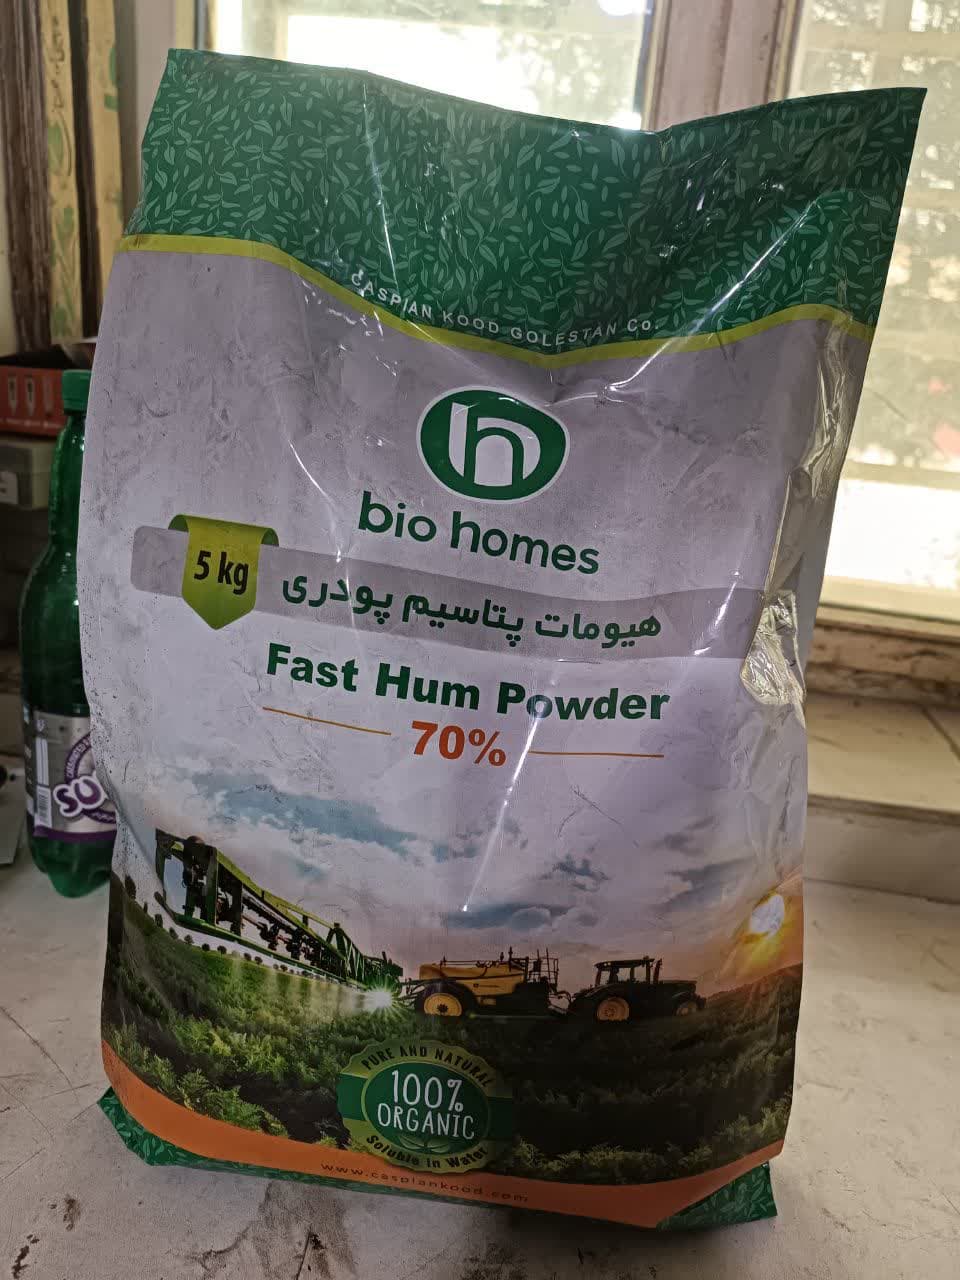 CASPIAN KOOD GOLESTAN Co.
h
bio homes
5 kg
هیومات پتاسیم پودری
Fast Hum Powder
70%
PURE AND NATURAL
100%
ORGANIC
Soluble in Water
www.caspiankood.com
SU